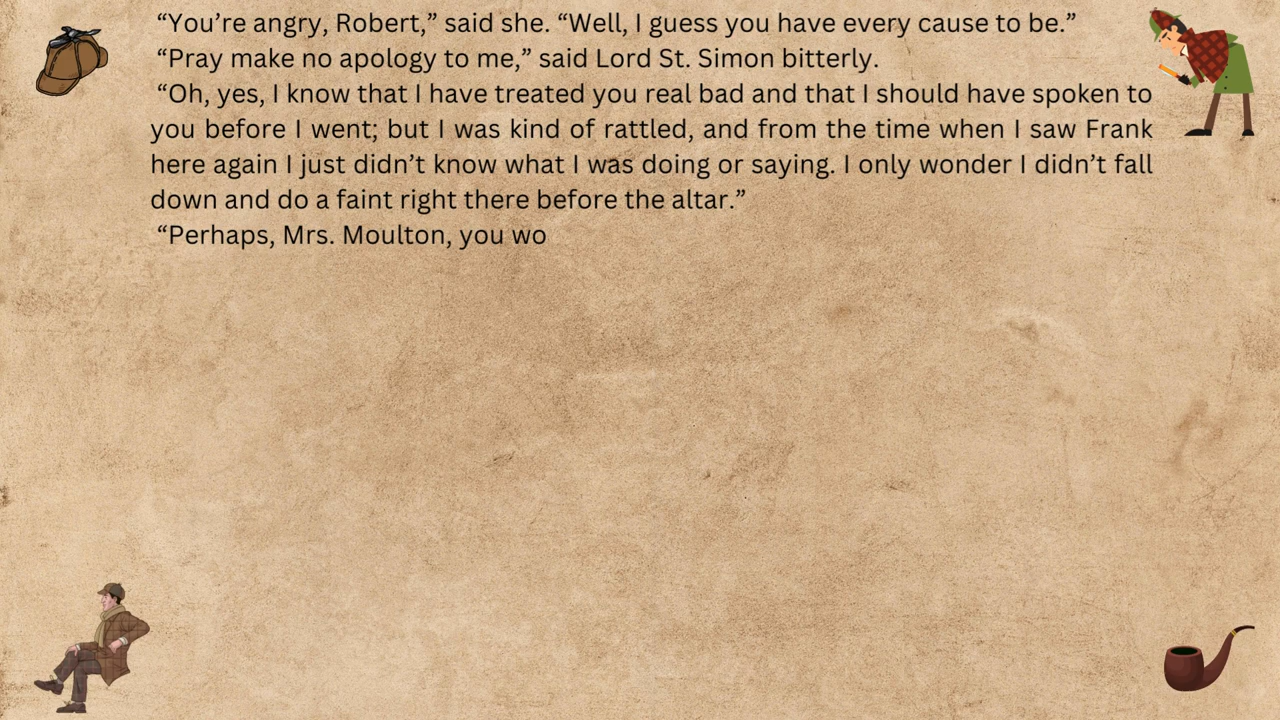 “You’re angry, Robert,” said she. “Well, I guess you have every cause to be.”
“Pray make no apology to me,” said Lord St. Simon bitterly.
“Oh, yes, I know that I have treated you real bad and that I should have spoken to
you before I went; but I was kind of rattled, and from the time when I saw Frank
here again I just didn’t know what I was doing or saying. I only wonder I didn’t fall
down and do a faint right there before the altar.”
“Perhaps, Mrs. Moulton, you wo